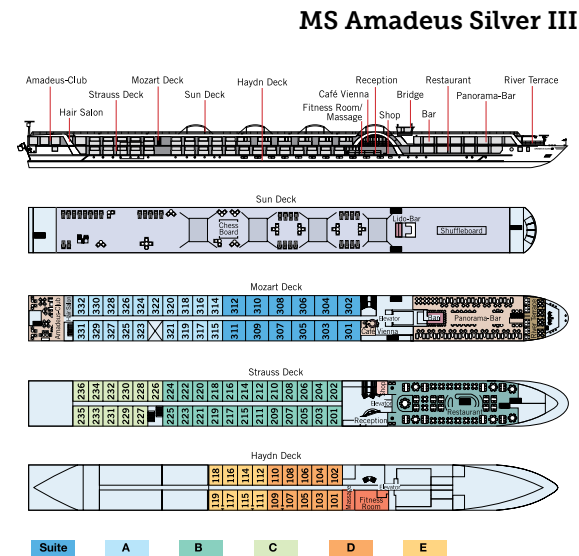 MS Amadeus Silver III
Amadeus-Club
Mozart Deck
Haydn Deck
Reception
Restaurant
River Terrace
Strauss Deck
Sun Deck
Café Vienna
Bridge
Panorama-Bar
Hair Salon
Fitness Room/
Massage
Shop
Bar
Sun Deck
Chess
Board
Lido-Bar
Shuffleboard
Mozart Deck
332 330 328 326 324 322 320 318 316 314 312 310 308 306 304 302
Amadeus-Club
Elevator
Bar
Panorama-Bar
331 329 327 325 323 321 319 317 315 311 309 307 305 303 301
Café Vienna
Strauss Deck
236 234 232 230 228 226 224 222 220 218 216 214 212 210 208 206 204 202
Shop
Elevator
Restaurant
235 233 231 229 227 225 223 221 219 217 215 211 209 207 205 203 201
Reception
Haydn Deck
118 116 114 112 110 108 106 104 102
Elevator
119 117 115 111 109 107 105 103 101
Massage
Fitness
Room
Suite A B C D E